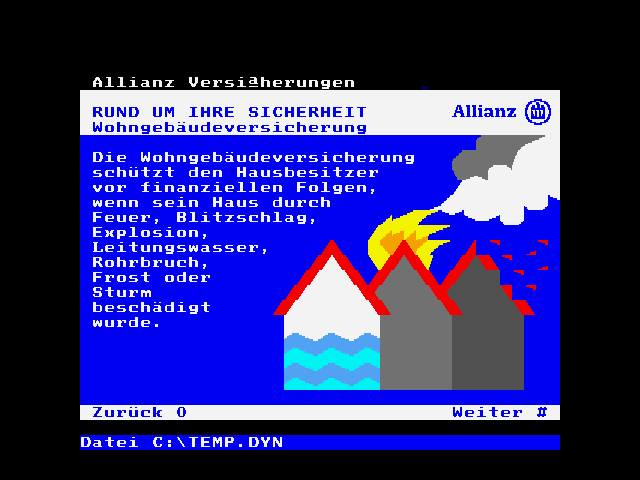 Allianz Versi@herungen
RUND UM IHRE SICHERHEIT
Allianz
Wohngebäudeversicherung
Die Wohngebäudeversicherung
schützt den Hausbesitzer
vor finanziellen Folgen,
wenn sein Haus durch
Feuer, Blitzschlag,
Explosion,
Leitungswasser,
Rohrbruch,
Frost oder
Sturm
beschädigt
wurde.
Zurück 0
Weiter #
Datei C:\TEMP.DYN